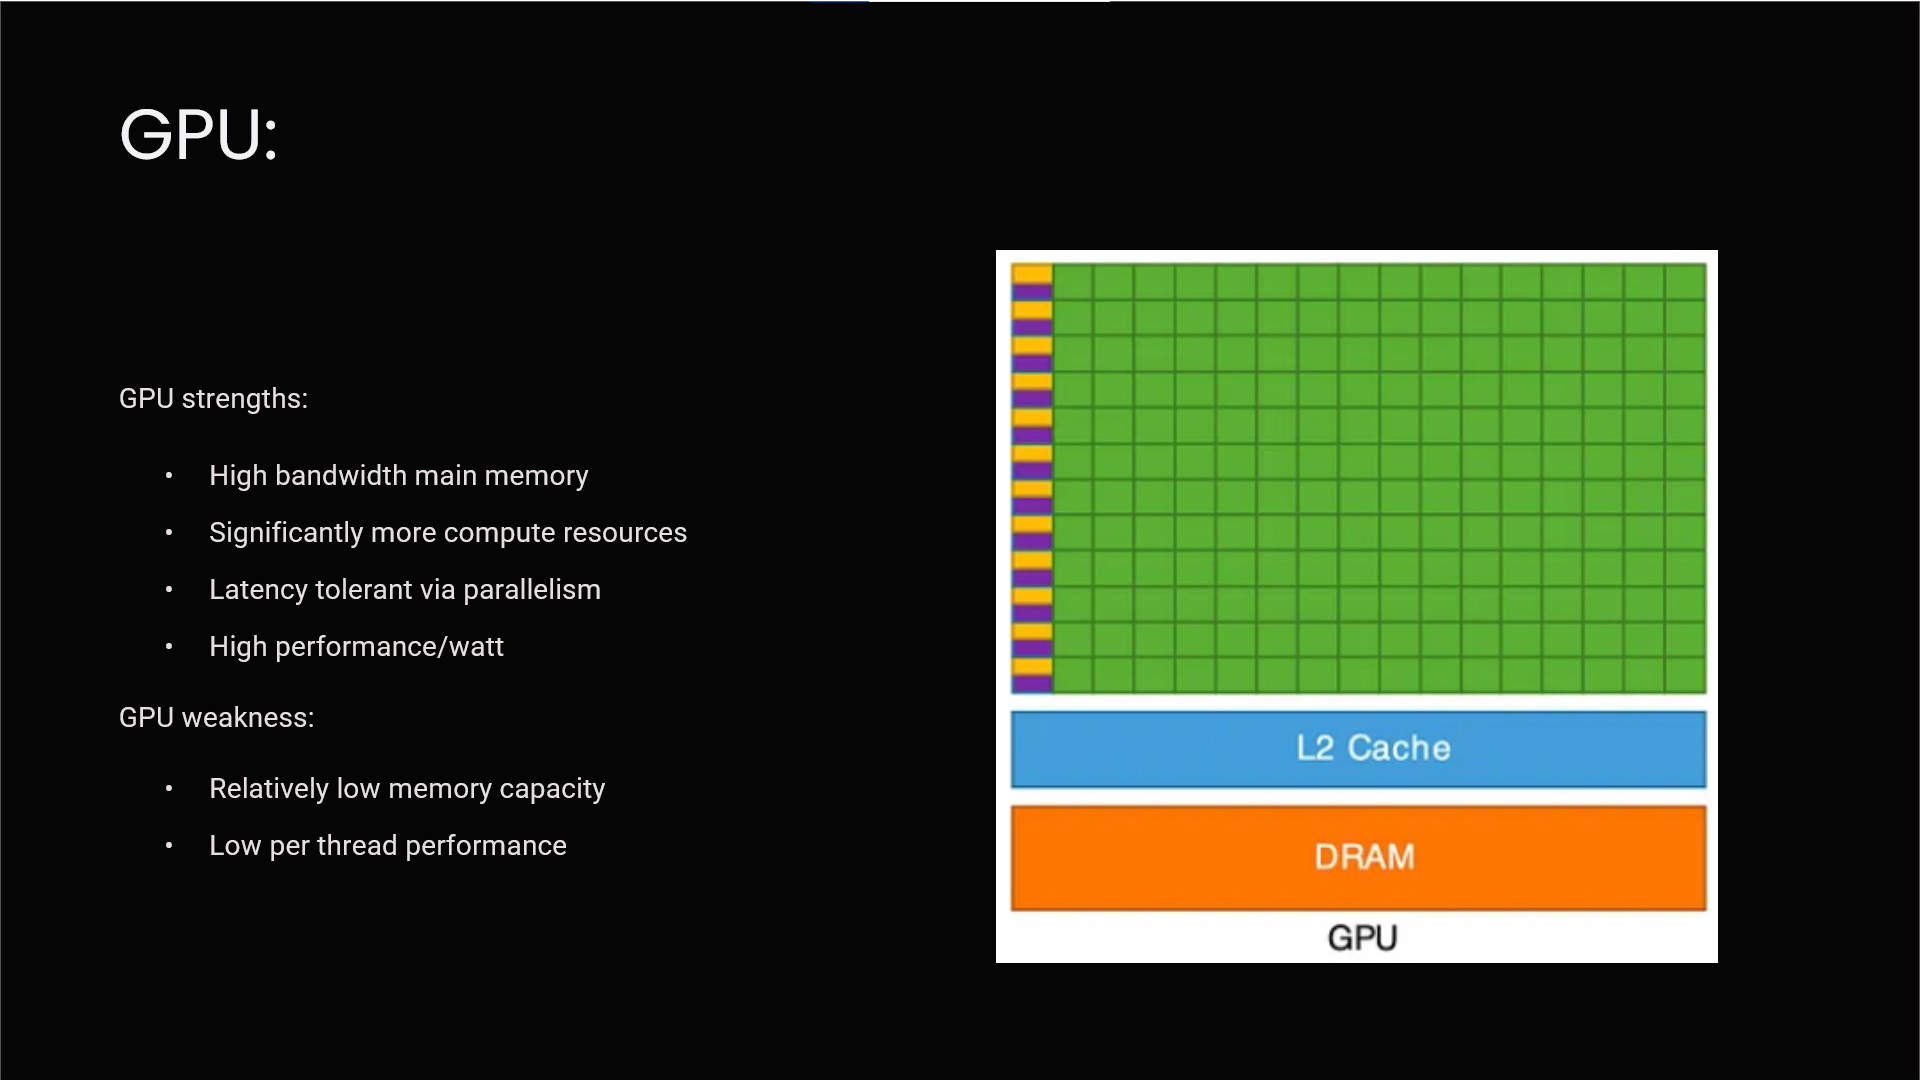 GPU:
GPU strengths:
• High bandwidth main memory
• Significantly more compute resources
• Latency tolerant via parallelism
• High performance/watt
GPU weakness:
• Relatively low memory capacity
• Low per thread performance
L2 Cache
DRAM
GPU